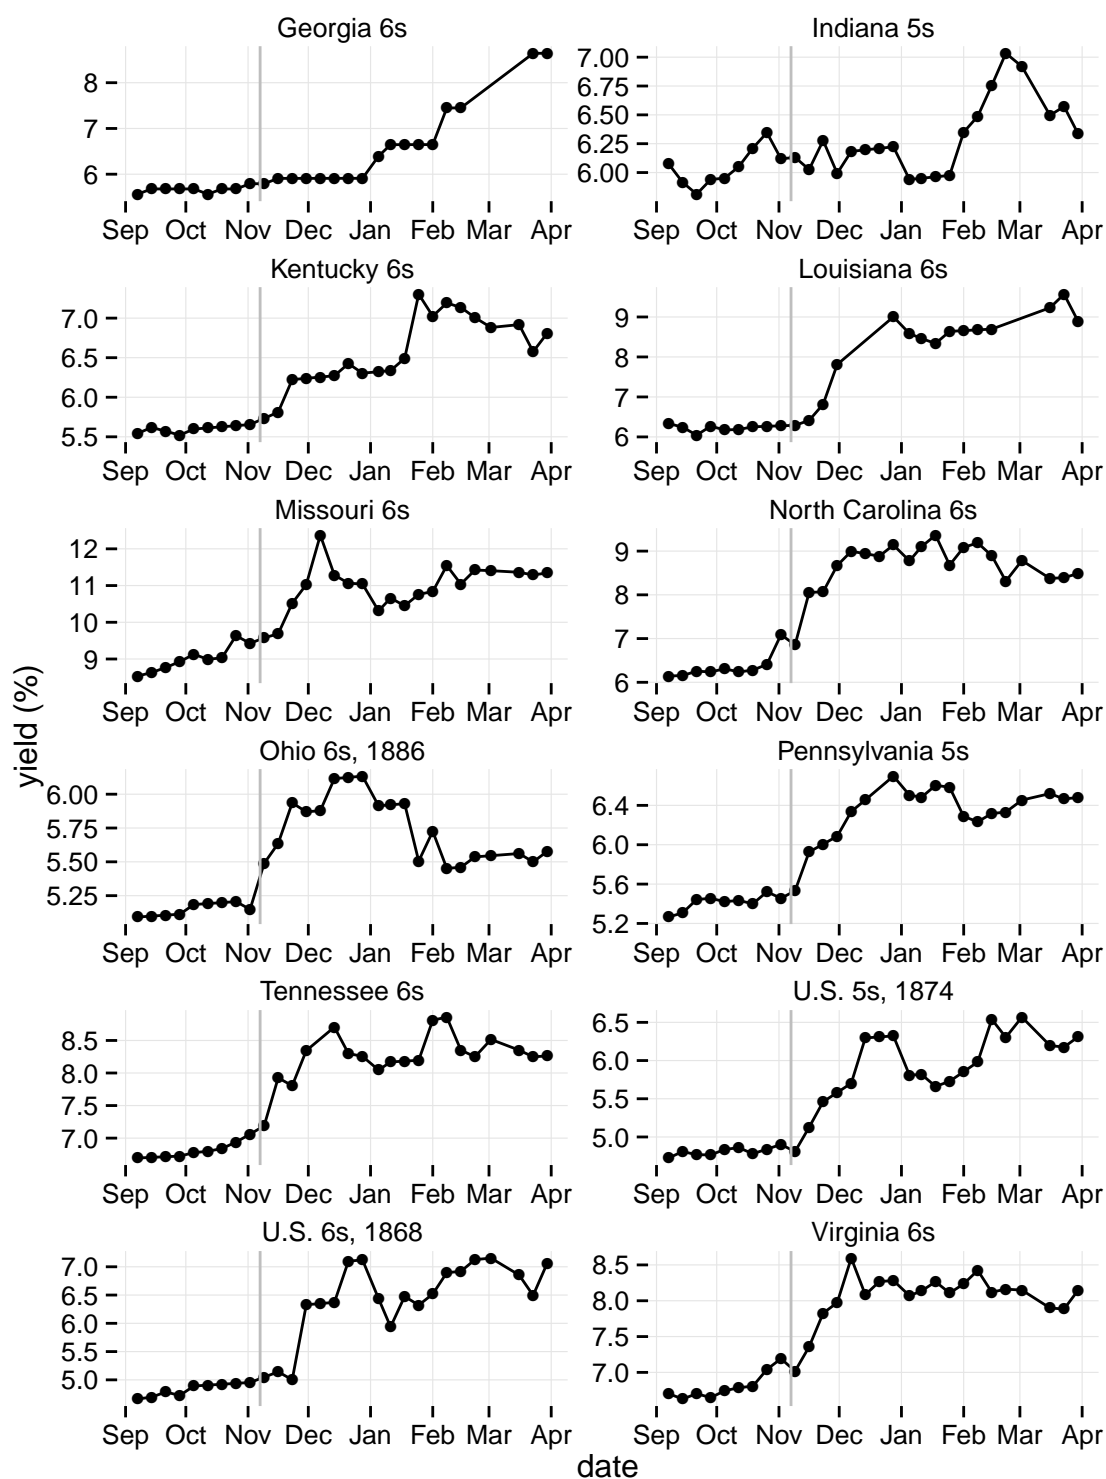 Georgia 6s
Indiana 5s
8
7
6
7.00
6.75
6.50
6.25
6.00
Sep Oct Nov Dec Jan Feb Mar Apr
Sep Oct Nov Dec Jan Feb Mar Apr
Kentucky 6s
Louisiana 6s
7.0
6.5
6.0
5.5
9
8
7
6
Sep Oct Nov Dec Jan Feb Mar Apr
Sep Oct Nov Dec Jan Feb Mar Apr
Missouri 6s
North Carolina 6s
12
11
10
9
9
8
7
6
Sep Oct Nov Dec Jan Feb Mar Apr
Sep Oct Nov Dec Jan Feb Mar Apr
yield (%)
Ohio 6s, 1886
Pennsylvania 5s
6.00
5.75
5.50
5.25
6.4
6.0
5.6
5.2
Sep Oct Nov Dec Jan Feb Mar Apr
Sep Oct Nov Dec Jan Feb Mar Apr
Tennessee 6s
U.S. 5s, 1874
8.5
8.0
7.5
7.0
6.5
6.0
5.5
5.0
Sep Oct Nov Dec Jan Feb Mar Apr
Sep Oct Nov Dec Jan Feb Mar Apr
U.S. 6s, 1868
Virginia 6s
7.0
6.5
6.0
5.5
5.0
8.5
8.0
7.5
7.0
Sep Oct Nov Dec Jan Feb Mar Apr
Sep Oct Nov Dec Jan Feb Mar Apr
date